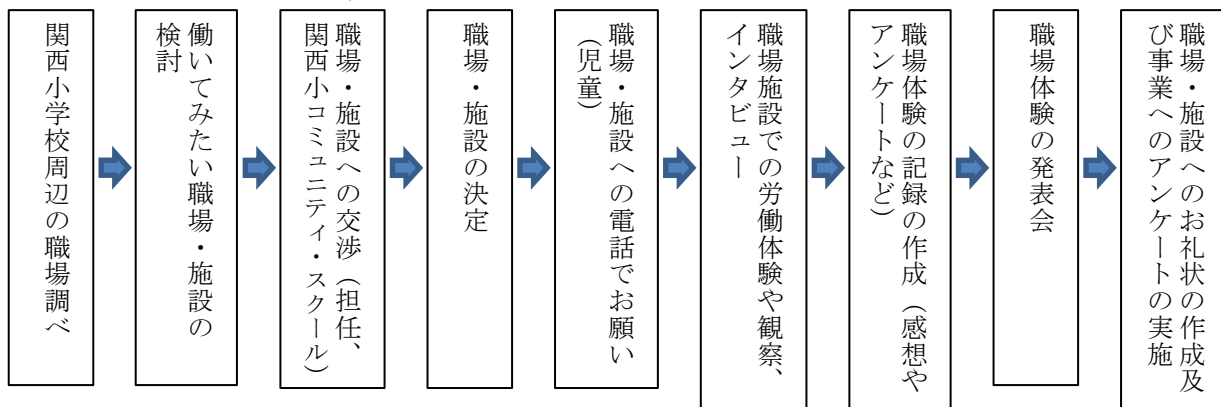 関西小学校周辺の職場調べ
働いてみたい職場・施設の
検討
職場・施設への交渉（担任、
関西小コミュニティ・スクール）
職場・施設の決定
職場・施設への電話でお願い
（児童）
職場施設での労働体験や観察、
インタビュー
職場体験の記録の作成（感想や
アンケートなど）
職場体験の発表会
職場・施設へのお礼状の作成及
び事業へのアンケートの実施